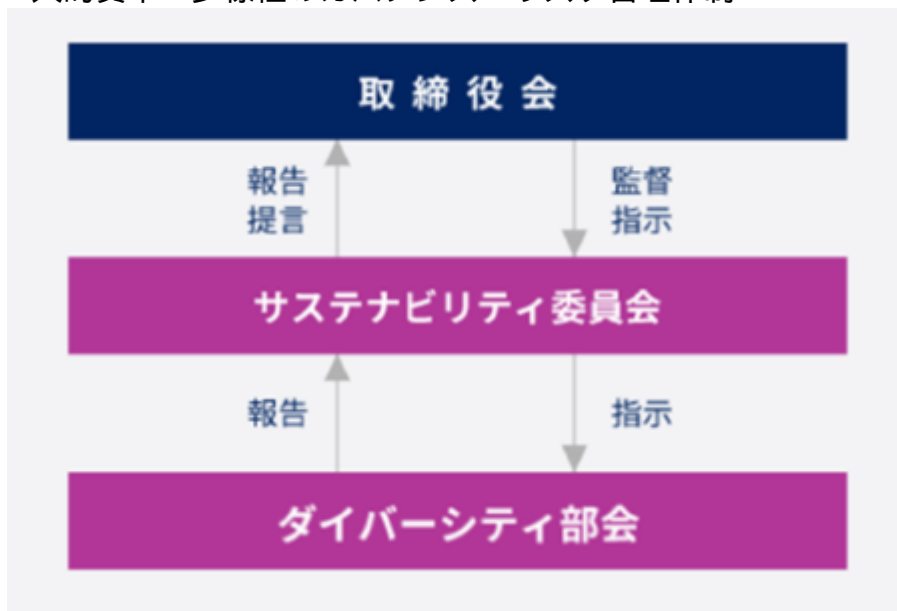 取締役会
報告
提言
監督
指示
サステナビリティ委員会
報告
指示
ダイバーシティ部会